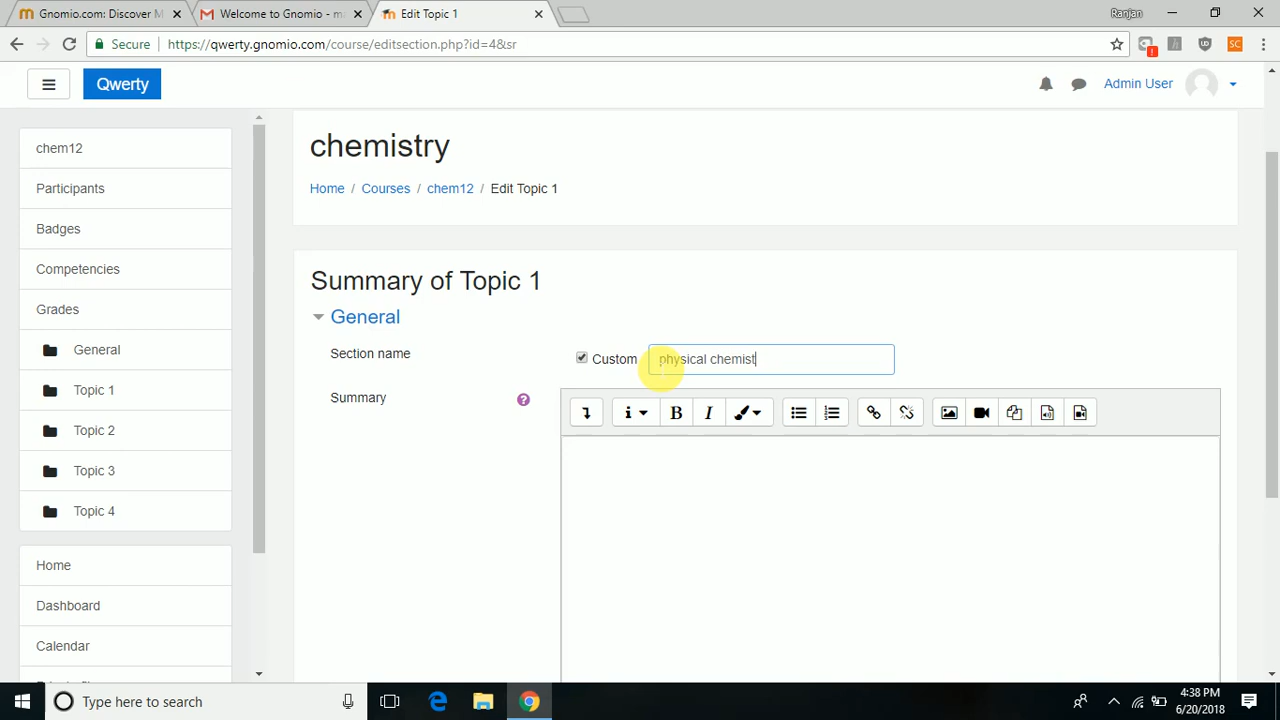 Gnomio.com: Discover M
Welcome to Gnomio - ma
Edit Topic 1
Ranjan
Secure
https://qwerty.gnomio.com/course/editsection.php?id=4&sr
Qwerty
Admin User
chem12
Participants
Badges
Competencies
Grades
General
Topic 1
Topic 2
Topic 3
Topic 4
Home
Dashboard
Calendar
chemistry
Home / Courses / chem12 / Edit Topic 1
Summary of Topic 1
General
Section name
Custom
physical chemist
Summary
Type here to search
4:38 PM
6/20/2018